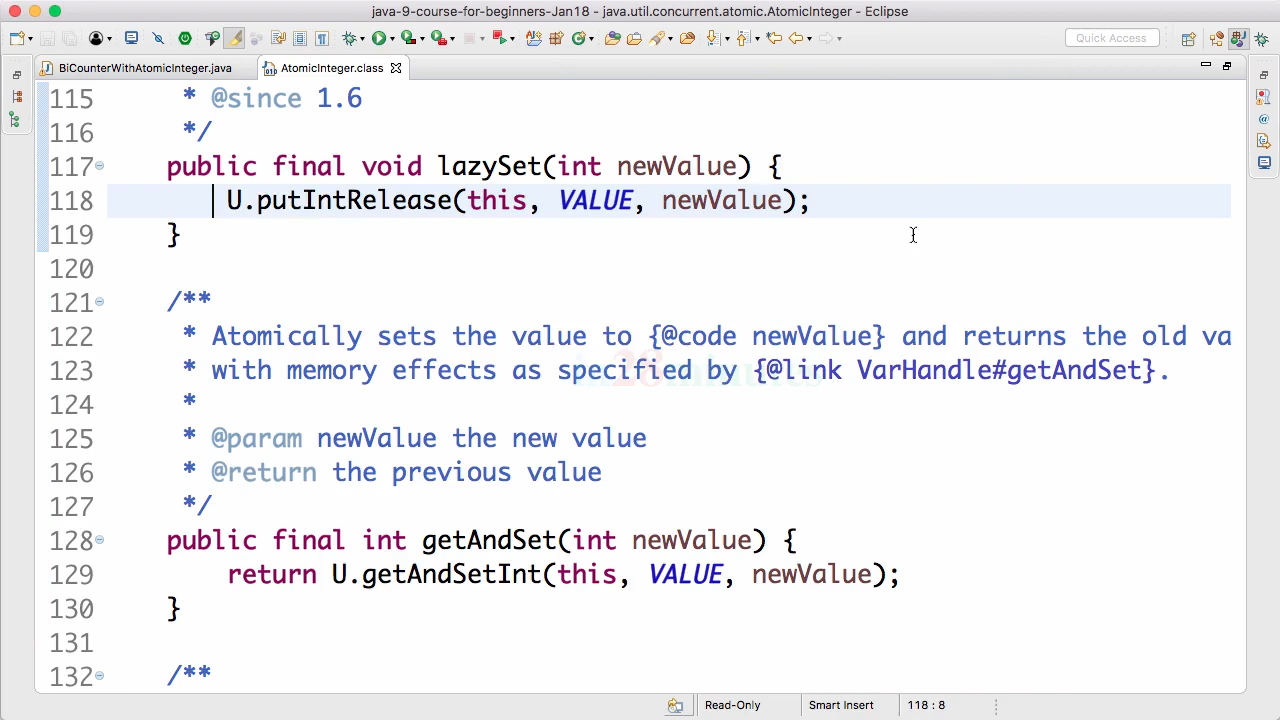 java-9-course-for-beginners-Jan18 - java.util.concurrent.atomic.AtomicInteger - Eclipse
Quick Access
BiCounterWithAtomicInteger.java
AtomicInteger.class
115 * @since 1.6
116 */
117 public final void lazySet(int newValue) {
118 U.putIntRelease(this, VALUE, newValue);
119 }
120
121 /**
122 * Atomically sets the value to {@code newValue} and returns the old va
123 * with memory effects as specified by {@link VarHandle#getAndSet}.
124 *
125 * @param newValue the new value
126 * @return the previous value
127 */
128 public final int getAndSet(int newValue) {
129 return U.getAndSetInt(this, VALUE, newValue);
130 }
131
132 /**
in28minutes
Read-Only Smart Insert 118 : 8